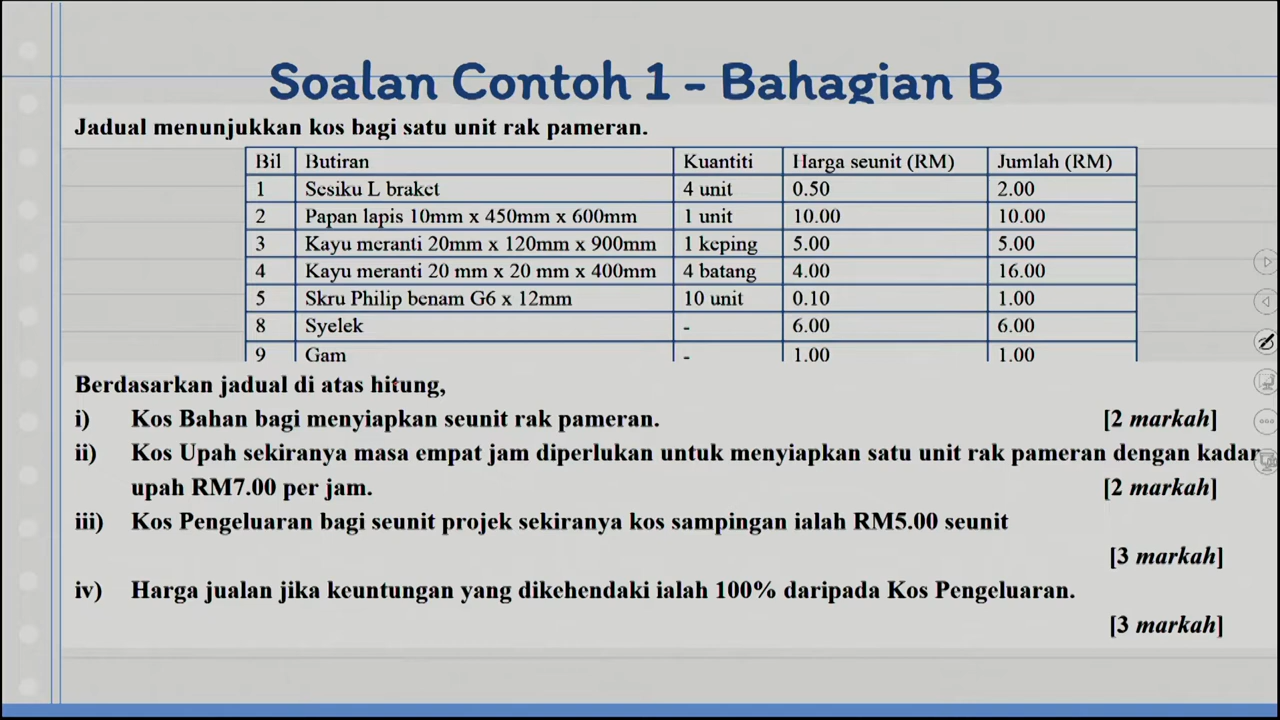 Soalan Contoh 1 - Bahagian B
Jadual menunjukkan kos bagi satu unit rak pameran.
Bil Butiran Kuantiti Harga seunit (RM) Jumlah (RM)
1 Sesiku L braket 4 unit 0.50 2.00
2 Papan lapis 10mm x 450mm x 600mm 1 unit 10.00 10.00
3 Kayu meranti 20mm x 120mm x 900mm 1 keping 5.00 5.00
4 Kayu meranti 20 mm x 20 mm x 400mm 4 batang 4.00 16.00
5 Skru Philip benam G6 x 12mm 10 unit 0.10 1.00
8 Syelek - 6.00 6.00
9 Gam - 1.00 1.00
Berdasarkan jadual di atas hitung,
i) Kos Bahan bagi menyiapkan seunit rak pameran. [2 markah]
ii) Kos Upah sekiranya masa empat jam diperlukan untuk menyiapkan satu unit rak pameran dengan kadar
upah RM7.00 per jam. [2 markah]
iii) Kos Pengeluaran bagi seunit projek sekiranya kos sampingan ialah RM5.00 seunit
[3 markah]
iv) Harga jualan jika keuntungan yang dikehendaki ialah 100% daripada Kos Pengeluaran.
[3 markah]